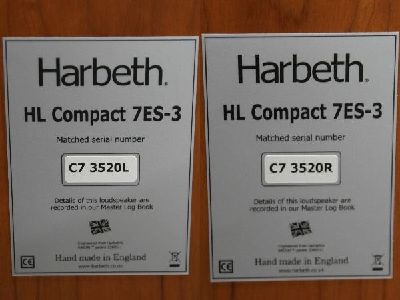 Harbeth®
HL Compact 7ES-3
Matched serial number
C7 3520L
Details of this loudspeaker are
recorded in our Master Log Book
Hand made in England
www.harbeth.co.uk
Harbeth®
HL Compact 7ES-3
Matched serial number
C7 3520R
Details of this loudspeaker are
recorded in our Master Log Book
Hand made in England
www.harbeth.co.uk